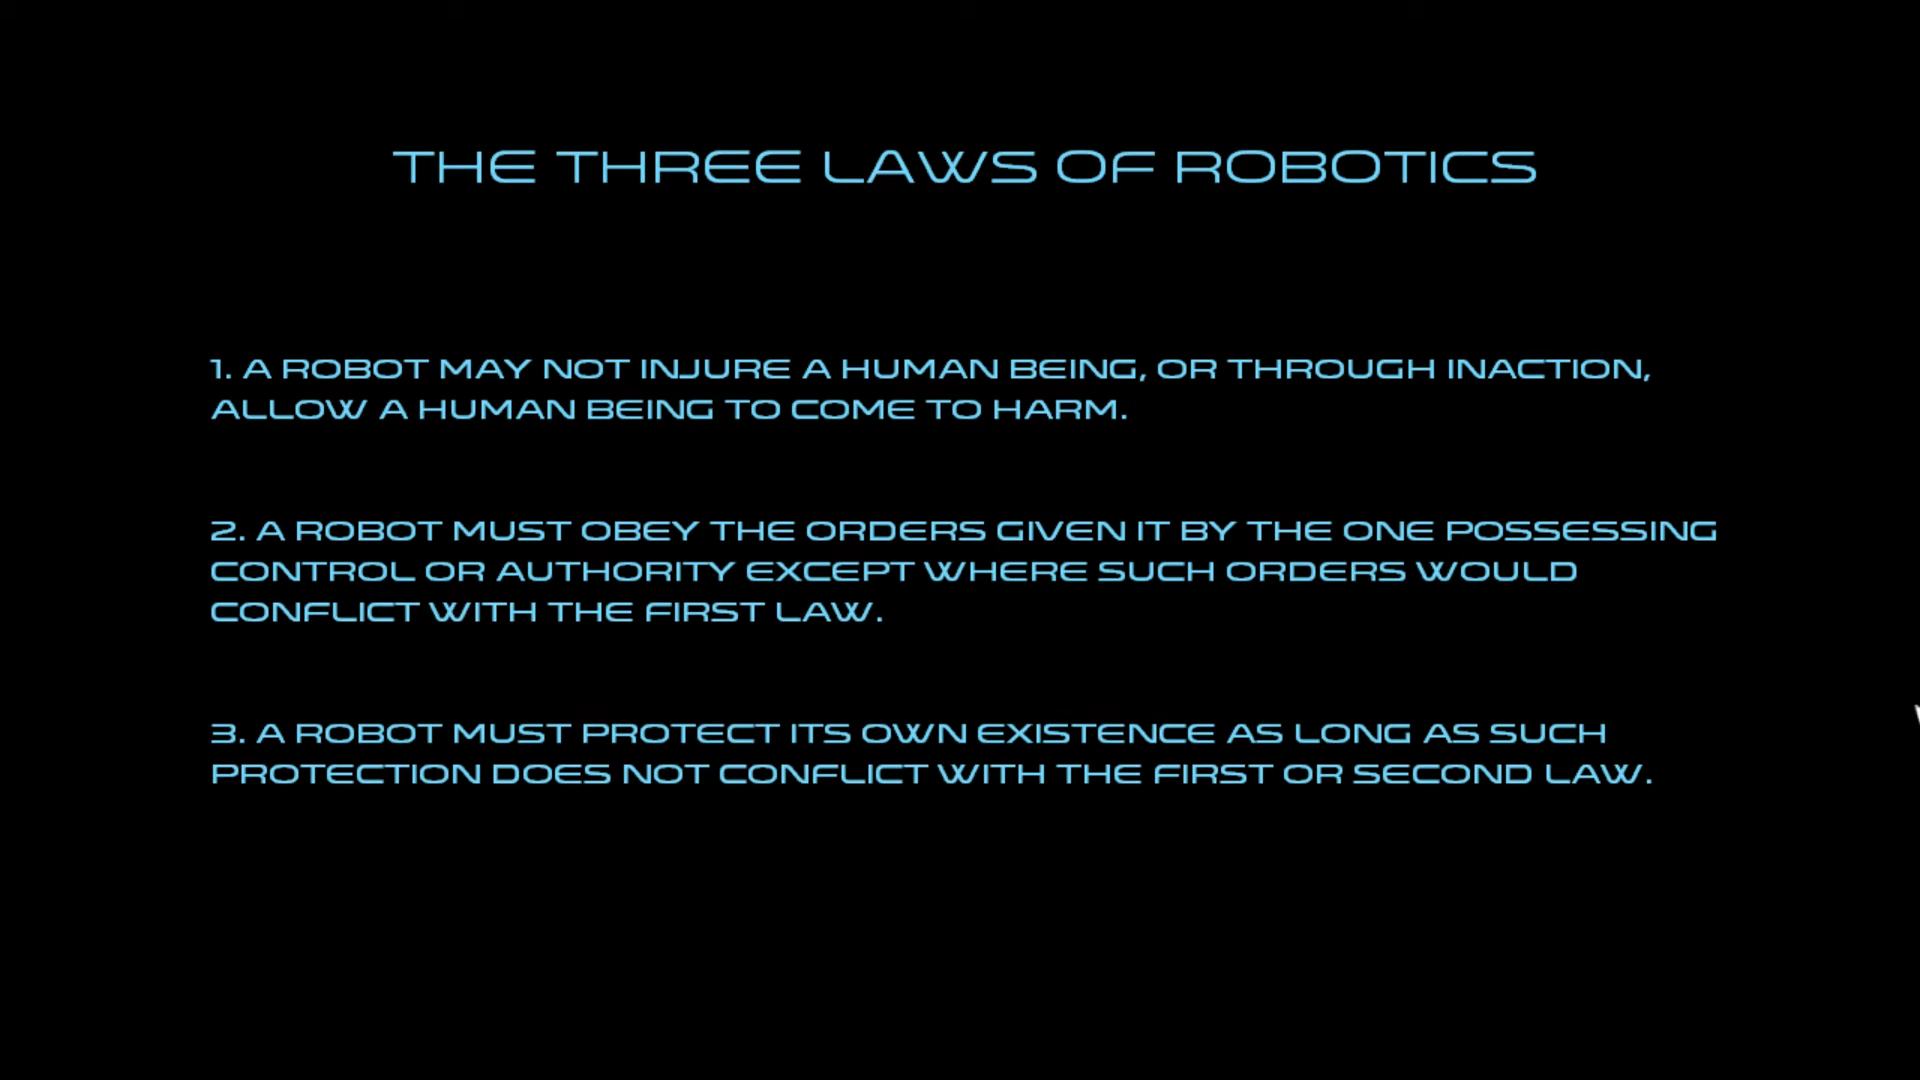 THE THREE LAWS OF ROBOTICS
1. A ROBOT MAY NOT INJURE A HUMAN BEING, OR THROUGH INACTION,
ALLOW A HUMAN BEING TO COME TO HARM.
2. A ROBOT MUST OBEY THE ORDERS GIVEN IT BY THE ONE POSSESSING
CONTROL OR AUTHORITY EXCEPT WHERE SUCH ORDERS WOULD
CONFLICT WITH THE FIRST LAW.
3. A ROBOT MUST PROTECT ITS OWN EXISTENCE AS LONG AS SUCH
PROTECTION DOES NOT CONFLICT WITH THE FIRST OR SECOND LAW.